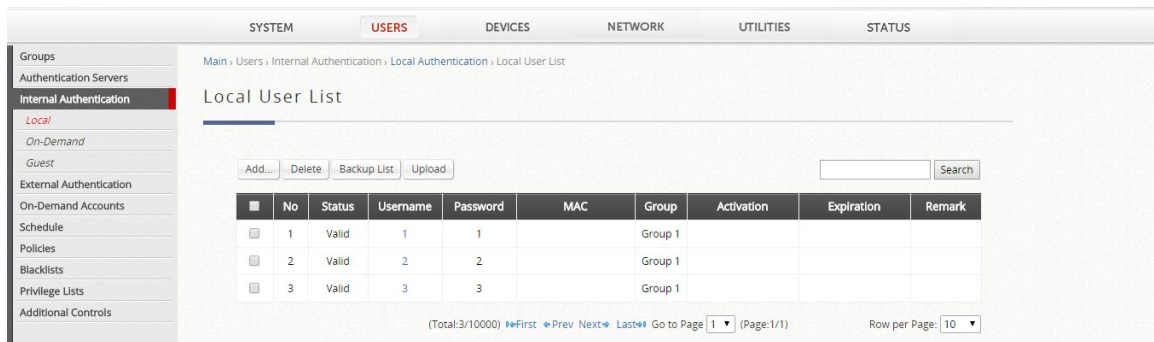 SYSTEM USERS DEVICES NETWORK UTILITIES STATUS
Groups
Authentication Servers
Internal Authentication
Local
On-Demand
Guest
External Authentication
On-Demand Accounts
Schedule
Policies
Blacklists
Privilege Lists
Additional Controls
Main › Users › Internal Authentication › Local Authentication › Local User List
Local User List
Add... Delete Backup List Upload Search
No Status Username Password MAC Group Activation Expiration Remark
1 Valid 1 1 Group 1
2 Valid 2 2 Group 1
3 Valid 3 3 Group 1
(Total:3/10000) First Prev Next Last Go to Page 1 (Page:1/1) Row per Page: 10